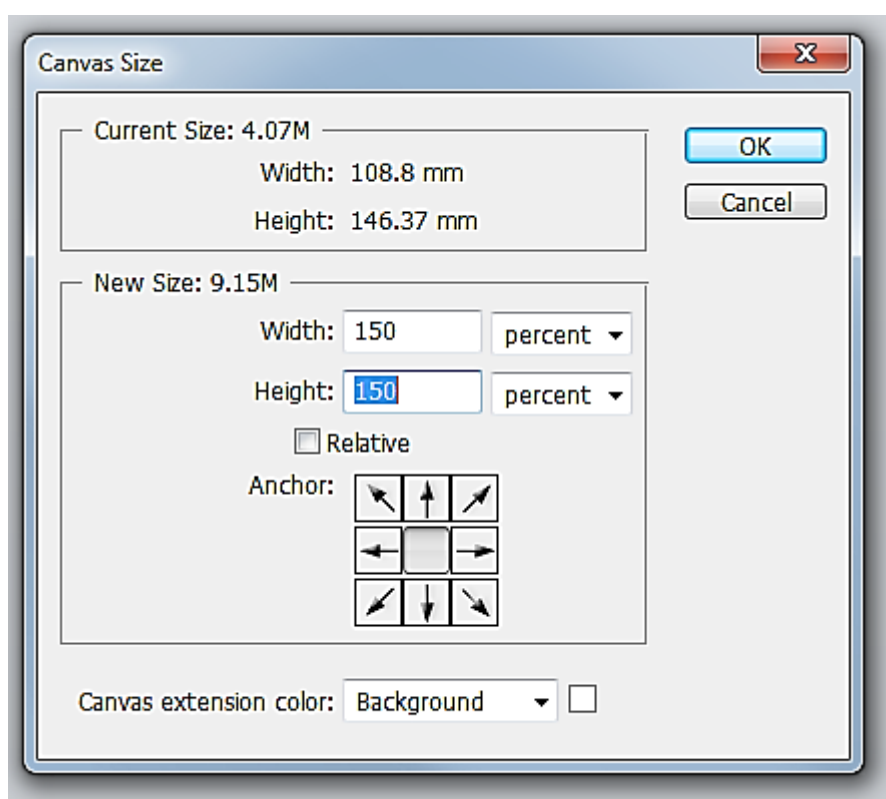 Canvas Size
Current Size: 4.07M
Width: 108.8 mm
Height: 146.37 mm
OK
Cancel
New Size: 9.15M
Width: 150 percent
Height: 150 percent
Relative
Anchor:
Canvas extension color: Background